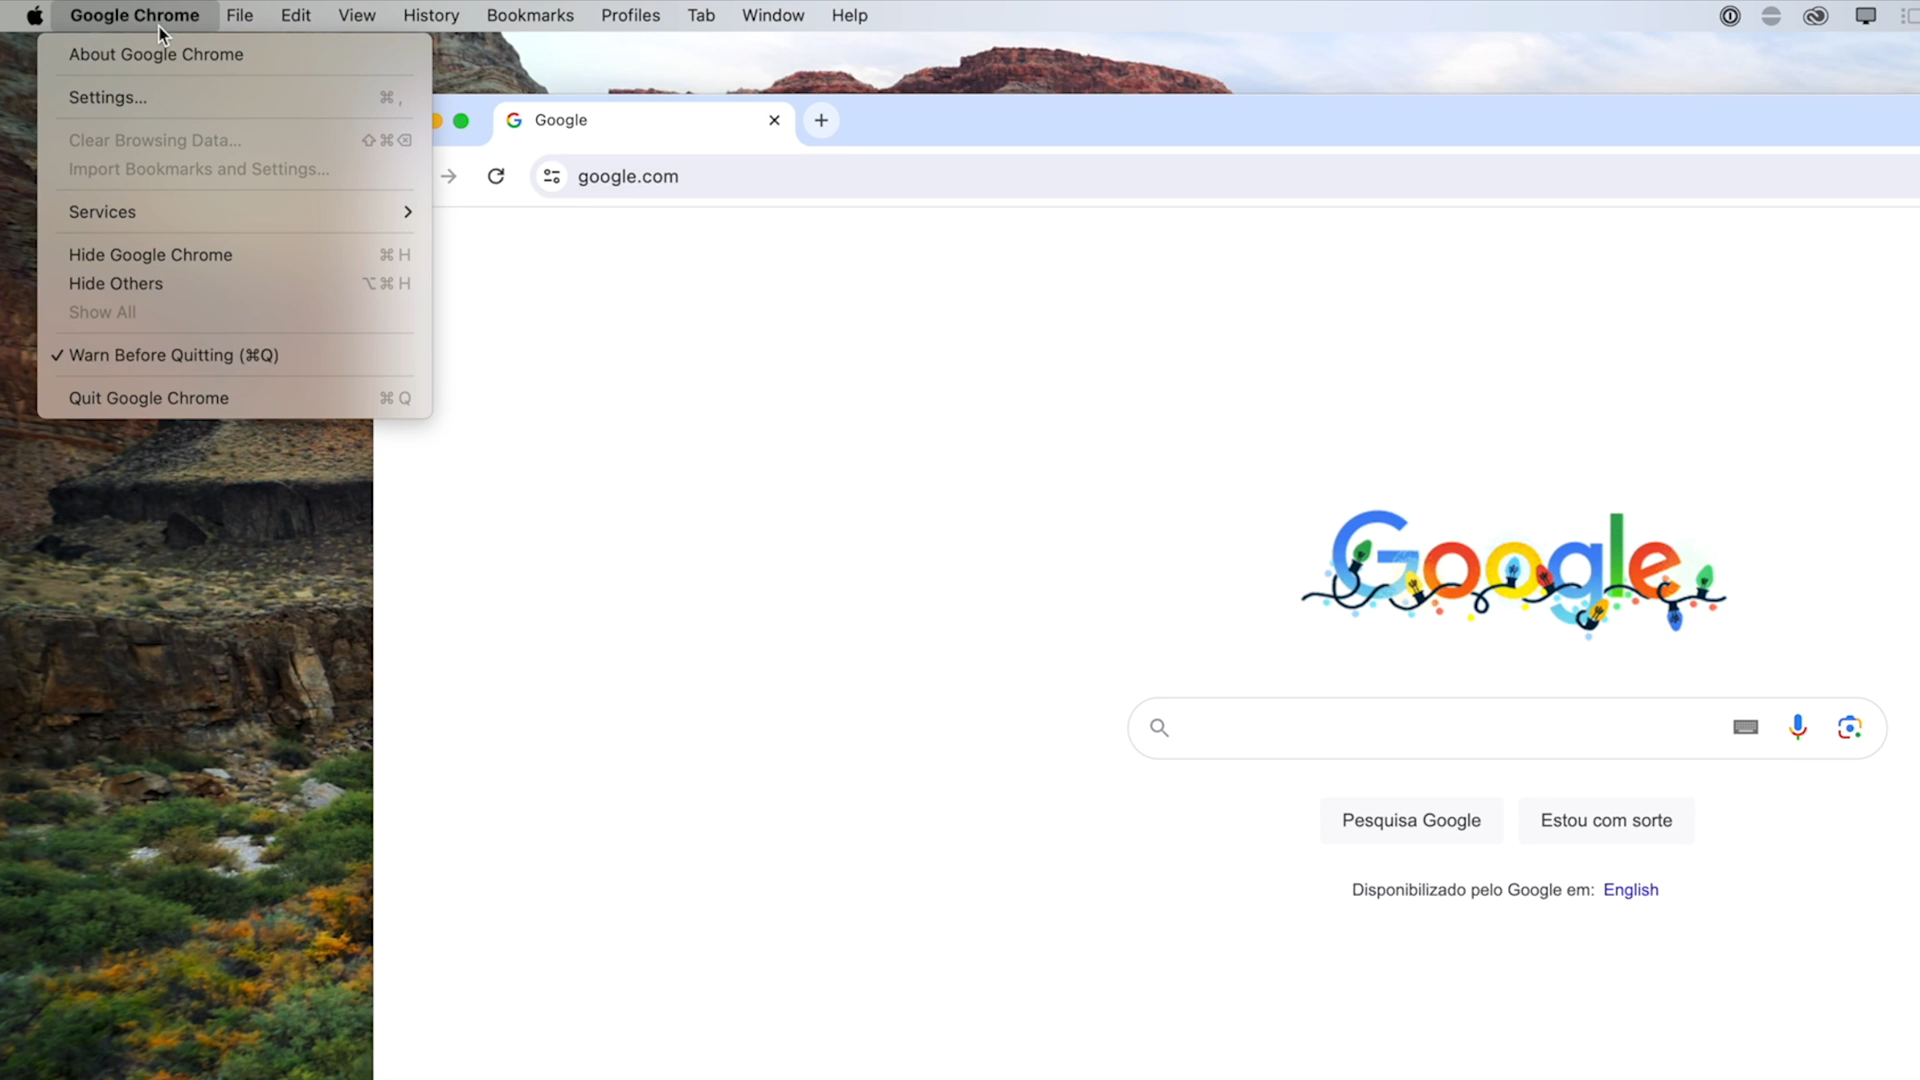 Google Chrome File Edit View History Bookmarks Profiles Tab Window Help
About Google Chrome
Settings... ⌘ ,
Clear Browsing Data... ⇧⌘⌫
Import Bookmarks and Settings...
Services
Hide Google Chrome ⌘ H
Hide Others ⌥⌘ H
Show All
✓ Warn Before Quitting (⌘Q)
Quit Google Chrome ⌘ Q
Google
google.com
Google
Pesquisa Google Estou com sorte
Disponibilizado pelo Google em: English